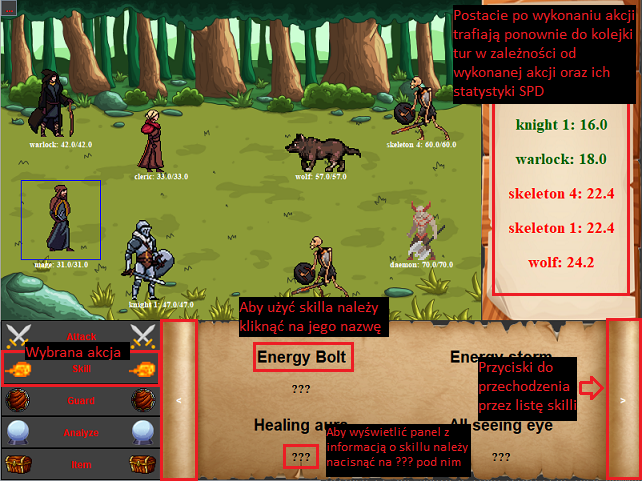 ...
Postacie po wykonaniu akcji
trafiają ponownie do kolejki
tur w zależności od
wykonanej akcji oraz ich
statystyki SPD
knight 1: 16.0
warlock: 18.0
skeleton 4: 22.4
skeleton 1: 22.4
wolf: 24.2
warlock: 42.0/42.0
cleric: 33.0/33.0
wolf: 57.0/57.0
skeleton 4: 60.0/60.0
mage: 31.0/31.0
knight 1: 47.0/47.0
daemon: 70.0/70.0
Aby użyć skilla należy
kliknąć na jego nazwę
Attack
Wybrana akcja
Skill
Guard
Analyze
Item
<
Energy Bolt
???
Energy storm
Healing aura
???
All seeing eye
???
Aby wyświetlić panel z
informacją o skillu należy
nacisnąć na ??? pod nim
Przyciski do
przechodzenia
przez listę skilli
>